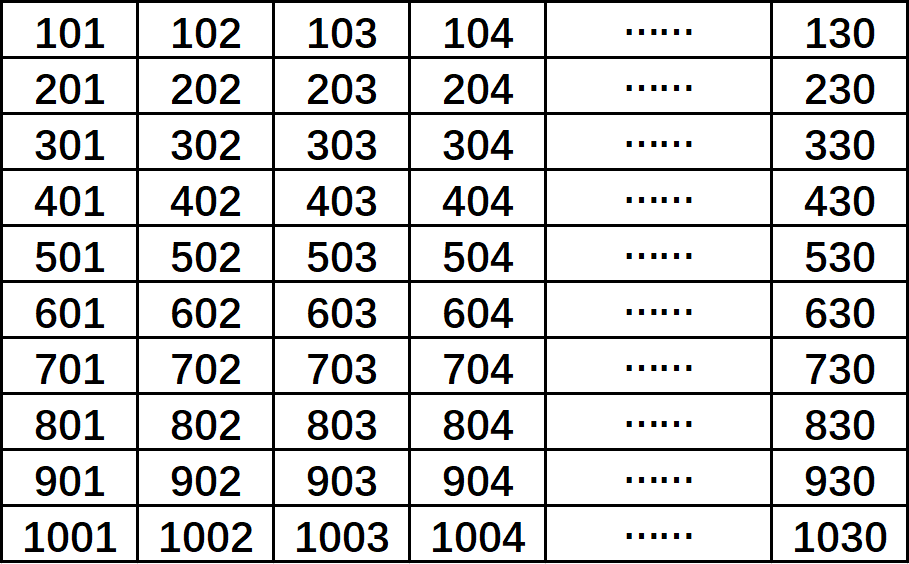 101 102 103 104 …… 130
201 202 203 204 …… 230
301 302 303 304 …… 330
401 402 403 404 …… 430
501 502 503 504 …… 530
601 602 603 604 …… 630
701 702 703 704 …… 730
801 802 803 804 …… 830
901 902 903 904 …… 930
1001 1002 1003 1004 …… 1030